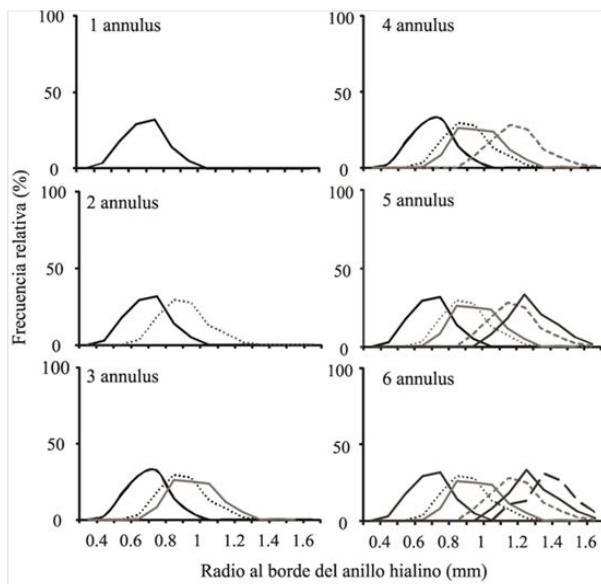 Frecuencia relativa (%)
1 annulus
100
50
0
2 annulus
100
50
0
3 annulus
100
50
0
0.4 0.6 0.8 1 1.2 1.4 1.6
4 annulus
100
50
0
5 annulus
100
50
0
6 annulus
100
50
0
0.4 0.6 0.8 1 1.2 1.4 1.6
Radio al borde del anillo hialino (mm)